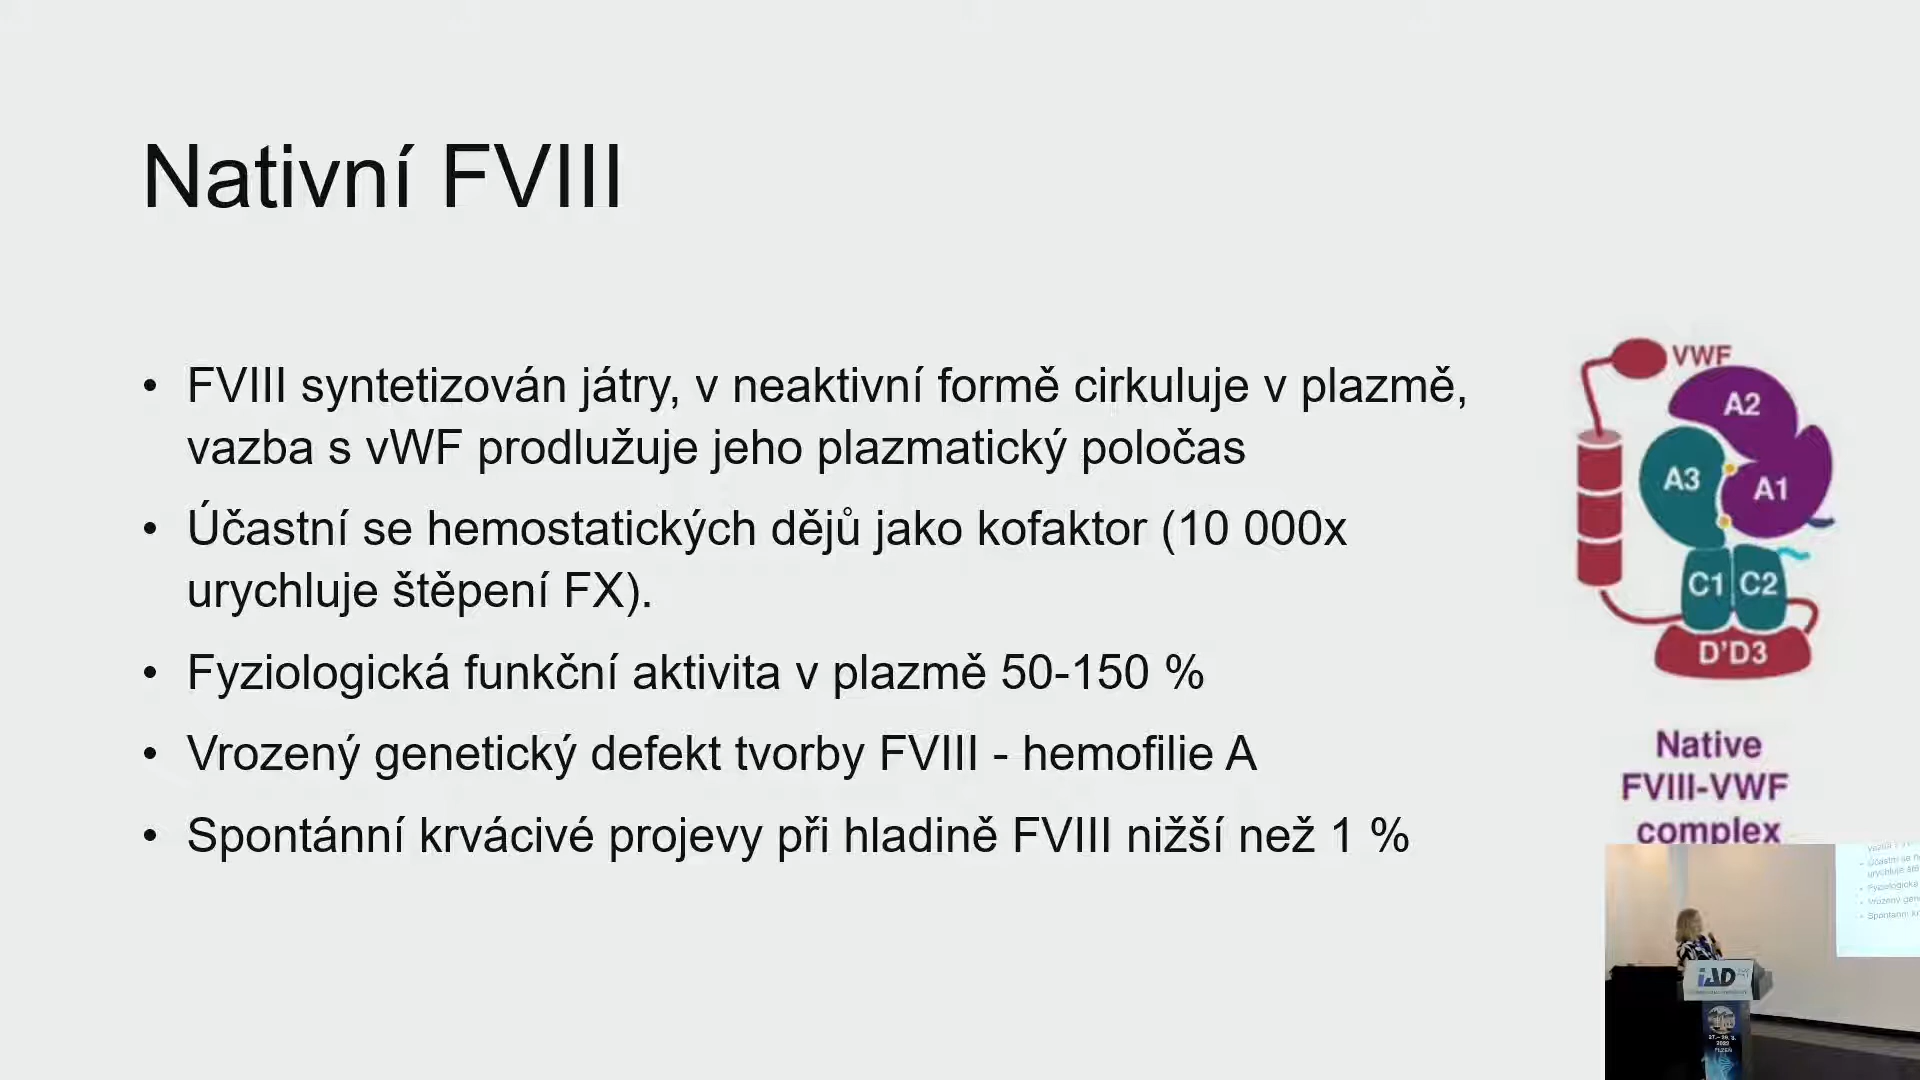 Nativní FVIII
• FVIII syntetizován játry, v neaktivní formě cirkuluje v plazmě,
vazba s vWF prodlužuje jeho plazmatický poločas
• Účastní se hemostatických dějů jako kofaktor (10 000x
urychluje štěpení FX).
• Fyziologická funkční aktivita v plazmě 50-150 %
• Vrozený genetický defekt tvorby FVIII - hemofilie A
• Spontánní krvácivé projevy při hladině FVIII nižší než 1 %
VWF
A2
A3
A1
C1 C2
D'D3
Native
FVIII-VWF
complex
iAD
PLZEŇ